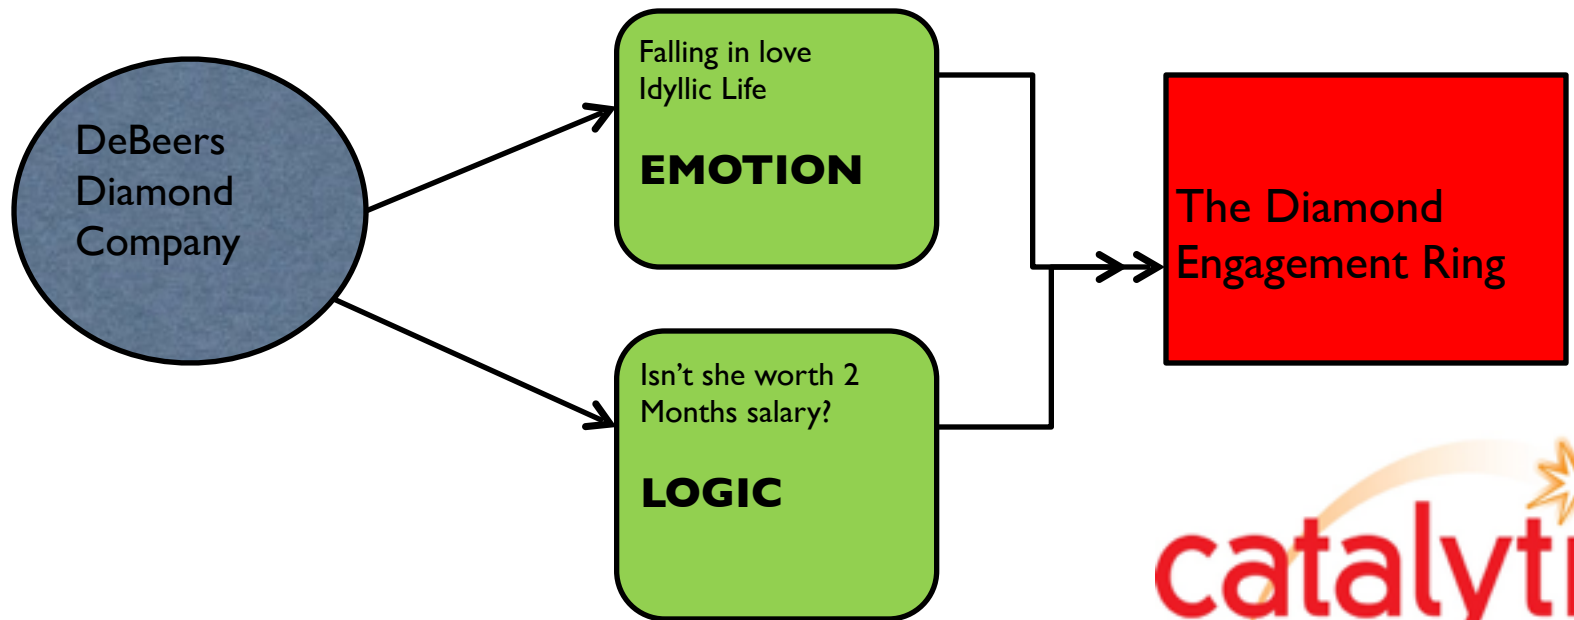 DeBeers
Diamond
Company
Falling in love
Idyllic Life
EMOTION
Isn’t she worth 2
Months salary?
LOGIC
The Diamond
Engagement Ring